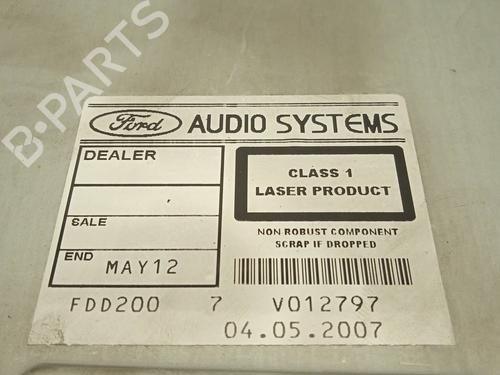 B-PARTS
Ford AUDIO SYSTEMS
DEALER
SALE
END MAY12
CLASS 1
LASER PRODUCT
NON ROBUST COMPONENT
SCRAP IF DROPPED
FDD200 7 V012797
04.05.2007